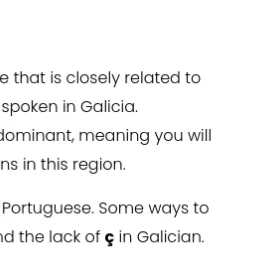 e that is closely related to
spoken in Galicia.
dominant, meaning you will
ns in this region.
Portuguese. Some ways to
nd the lack of ç in Galician.